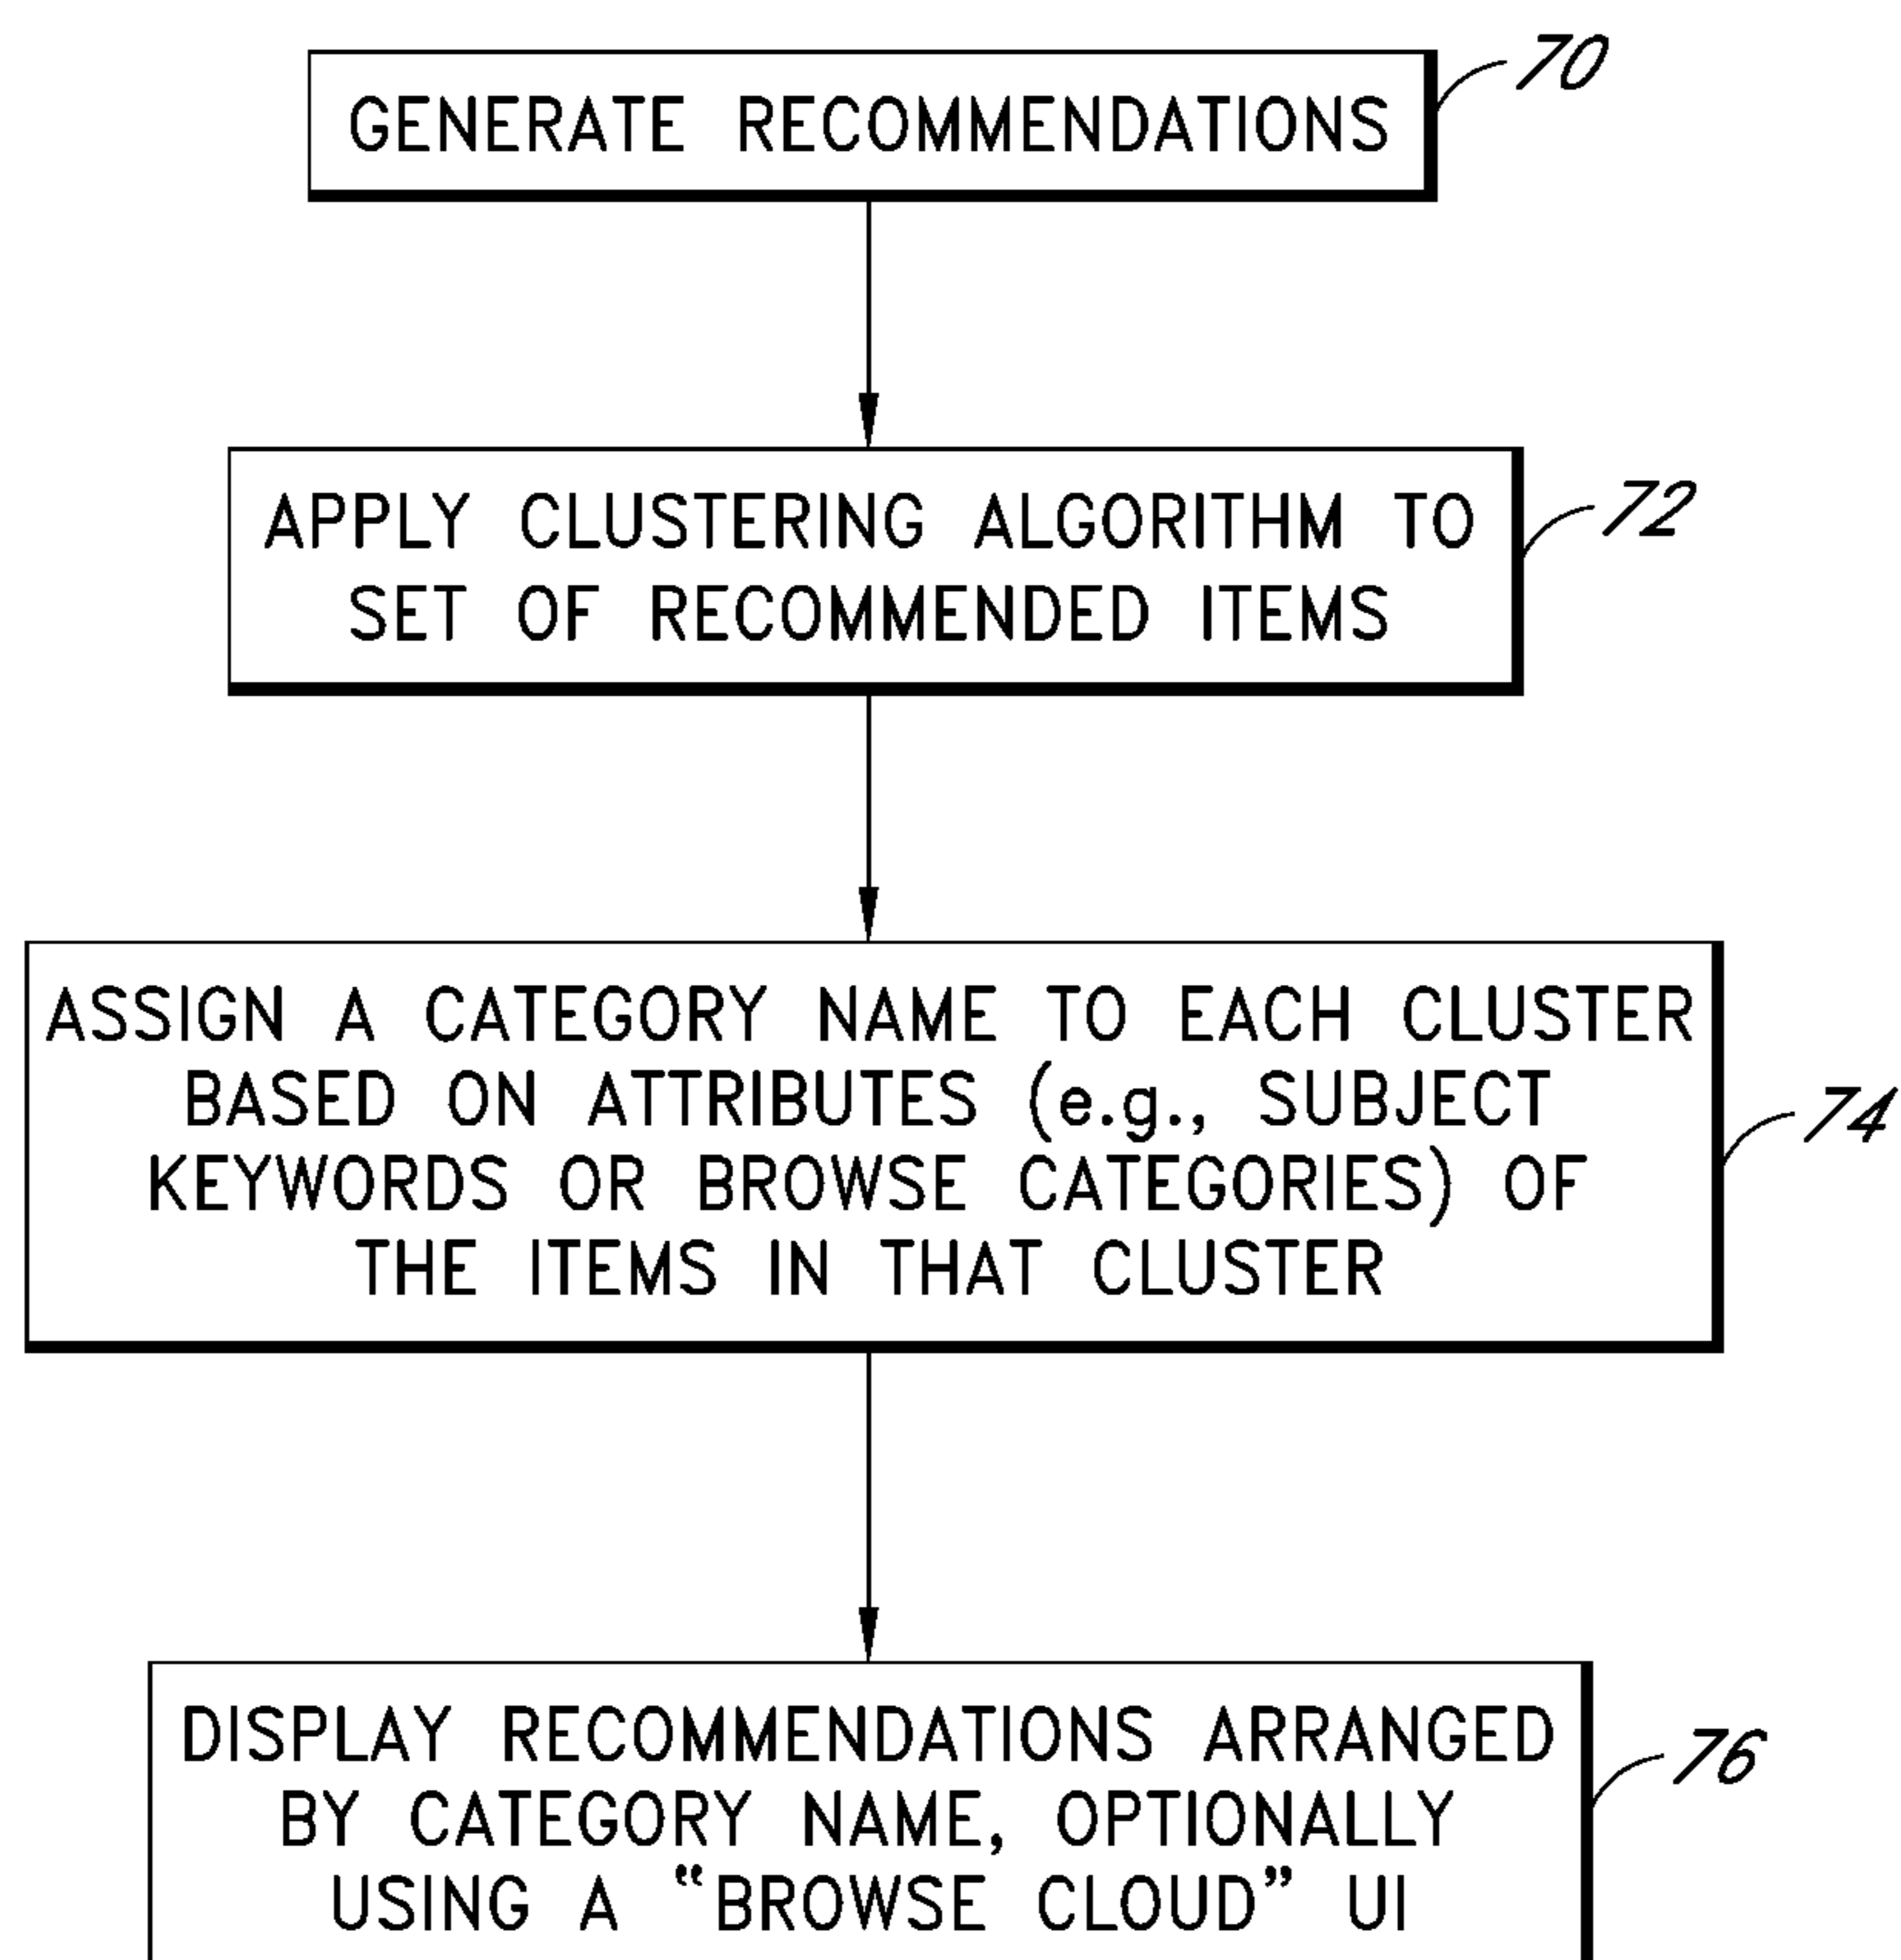 GENERATE RECOMMENDATIONS
70
APPLY CLUSTERING ALGORITHM TO
SET OF RECOMMENDED ITEMS
72
ASSIGN A CATEGORY NAME TO EACH CLUSTER
BASED ON ATTRIBUTES (e.g., SUBJECT
KEYWORDS OR BROWSE CATEGORIES) OF
THE ITEMS IN THAT CLUSTER
74
DISPLAY RECOMMENDATIONS ARRANGED
BY CATEGORY NAME, OPTIONALLY
USING A “BROWSE CLOUD” UI
76